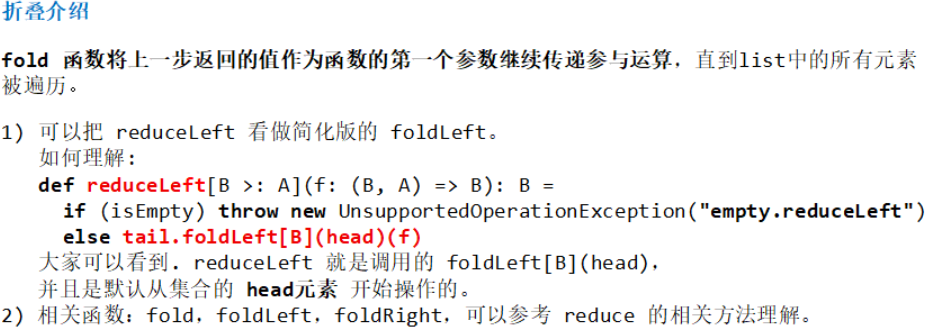 折叠介绍
fold 函数将上一步返回的值作为函数的第一个参数继续传递参与运算，直到list中的所有元素
被遍历。
1) 可以把 reduceLeft 看做简化版的 foldLeft。
如何理解:
def reduceLeft[B >: A](f: (B, A) => B): B =
if (isEmpty) throw new UnsupportedOperationException("empty.reduceLeft")
else tail.foldLeft[B](head)(f)
大家可以看到. reduceLeft 就是调用的 foldLeft[B](head),
并且是默认从集合的 head元素 开始操作的。
2) 相关函数: fold, foldLeft, foldRight, 可以参考 reduce 的相关方法理解。